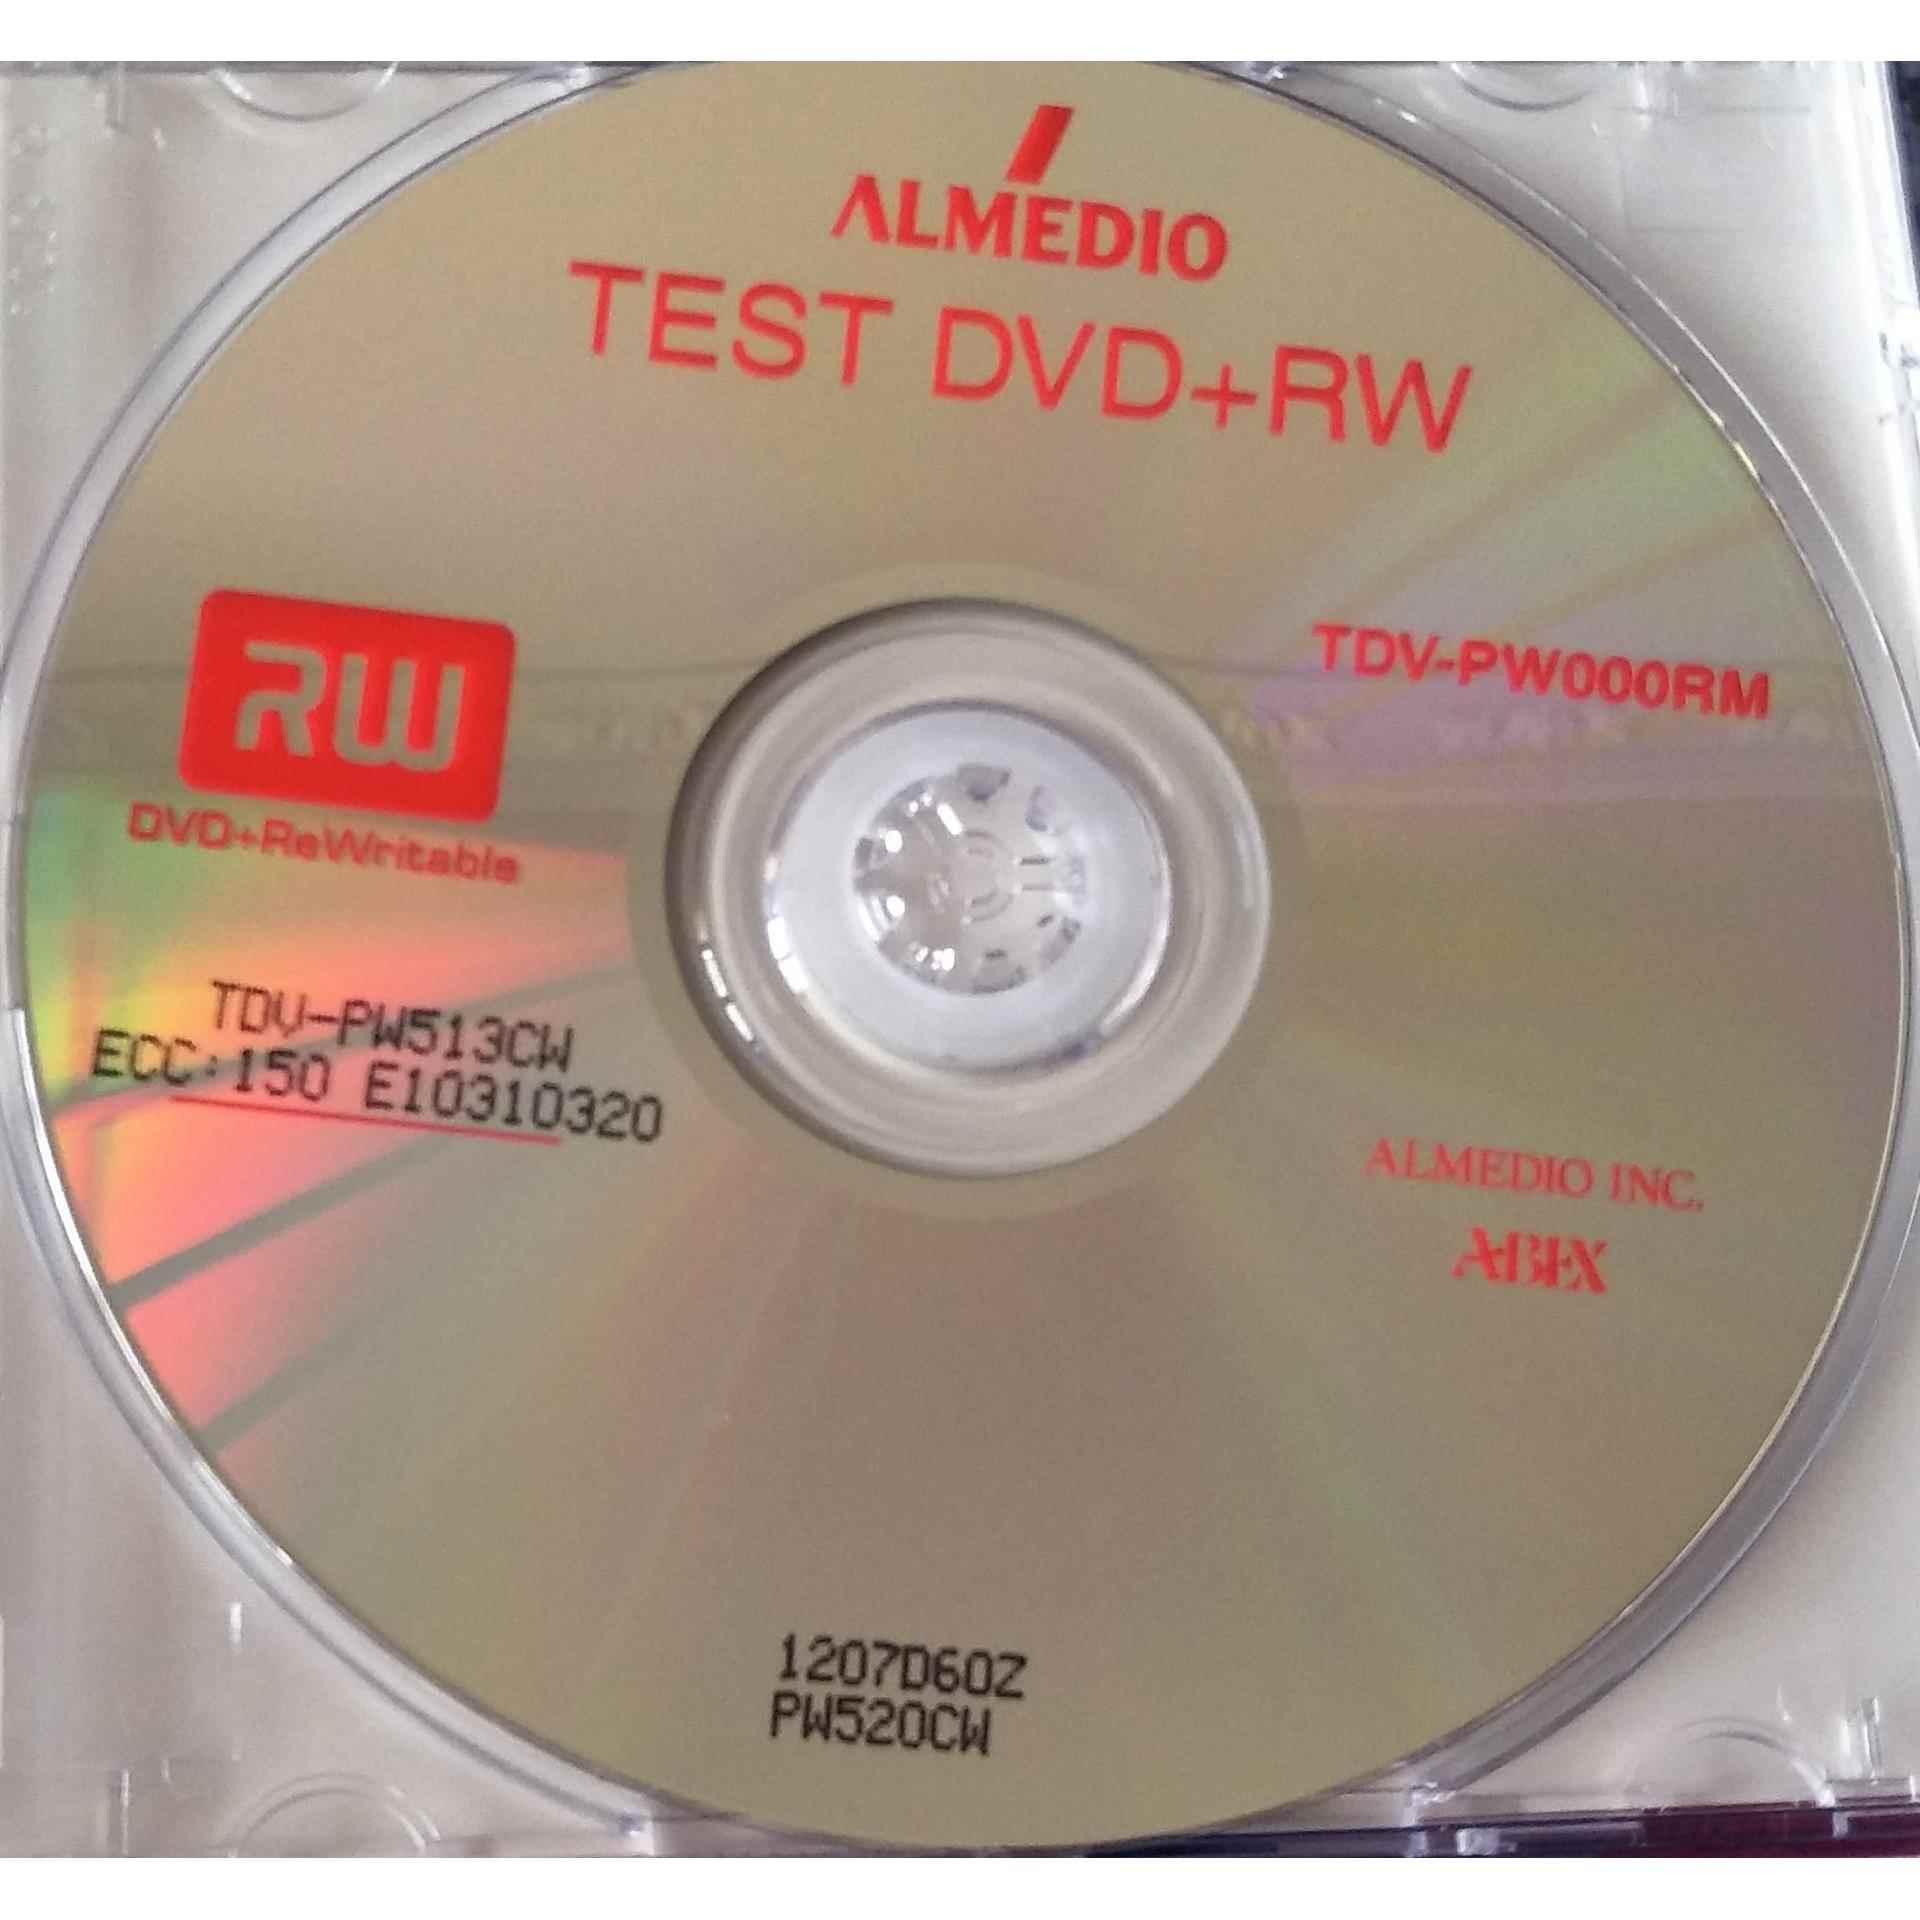 ALMEDIO
TEST DVD+RW
RW
DVD+ReWritable
TDV-PW000RM
TDV-PW513CW
ECC:150 E10310320
ALMEDIO INC.
ABEX
1207D60Z
PW520CW